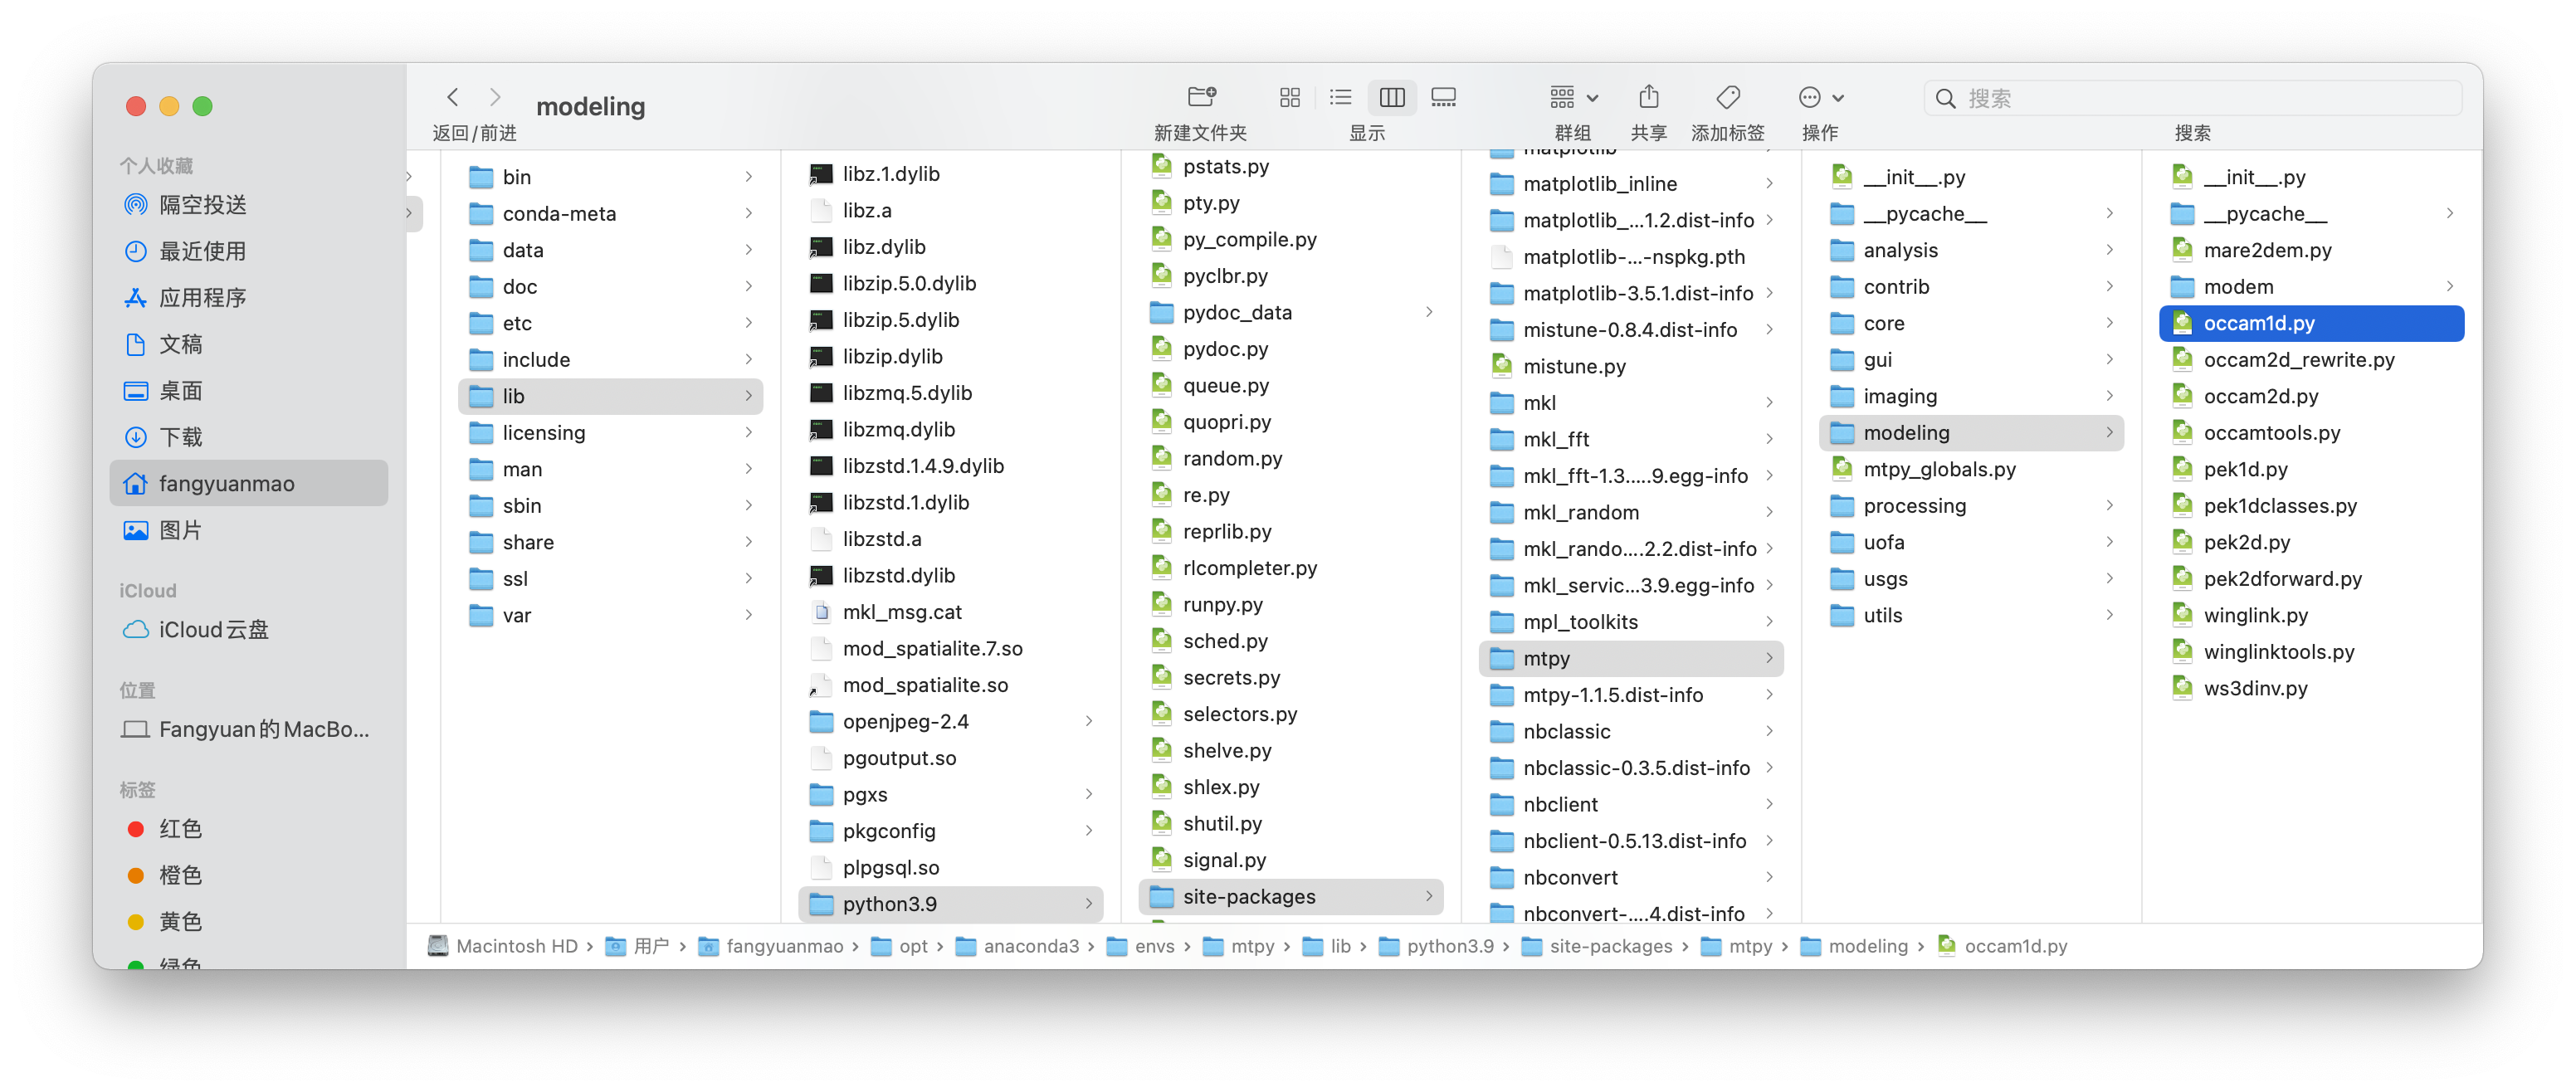 modeling
返回/前进
新建文件夹
显示
群组
共享
添加标签
操作
搜索
搜索
个人收藏
隔空投送
最近使用
应用程序
文稿
桌面
下载
fangyuanmao
图片
iCloud
iCloud云盘
位置
Fangyuan的MacBo...
标签
红色
橙色
黄色
绿色
bin
conda-meta
data
doc
etc
include
lib
licensing
man
sbin
share
ssl
var
libz.1.dylib
libz.a
libz.dylib
libzip.5.0.dylib
libzip.5.dylib
libzip.dylib
libzmq.5.dylib
libzmq.dylib
libzstd.1.4.9.dylib
libzstd.1.dylib
libzstd.a
libzstd.dylib
mkl_msg.cat
mod_spatialite.7.so
mod_spatialite.so
openjpeg-2.4
pgoutput.so
pgxs
pkgconfig
plpgsql.so
python3.9
pstats.py
pty.py
py_compile.py
pyclbr.py
pydoc_data
pydoc.py
queue.py
quopri.py
random.py
re.py
reprlib.py
rlcompleter.py
runpy.py
sched.py
secrets.py
selectors.py
shelve.py
shlex.py
shutil.py
signal.py
site-packages
matplotlib
matplotlib_inline
matplotlib_...1.2.dist-info
matplotlib-...-nspkg.pth
matplotlib-3.5.1.dist-info
mistune-0.8.4.dist-info
mistune.py
mkl
mkl_fft
mkl_fft-1.3.....9.egg-info
mkl_random
mkl_rando....2.2.dist-info
mkl_servic...3.9.egg-info
mpl_toolkits
mtpy
mtpy-1.1.5.dist-info
nbclassic
nbclassic-0.3.5.dist-info
nbclient
nbclient-0.5.13.dist-info
nbconvert
nbconvert-....4.dist-info
__init__.py
__pycache__
analysis
contrib
core
gui
imaging
modeling
mtpy_globals.py
processing
uofa
usgs
utils
__init__.py
__pycache__
mare2dem.py
modem
occam1d.py
occam2d_rewrite.py
occam2d.py
occamtools.py
pek1d.py
pek1dclasses.py
pek2d.py
pek2dforward.py
winglink.py
winglinktools.py
ws3dinv.py
Macintosh HD › 用户 › fangyuanmao › opt › anaconda3 › envs › mtpy › lib › python3.9 › site-packages › mtpy › modeling › occam1d.py